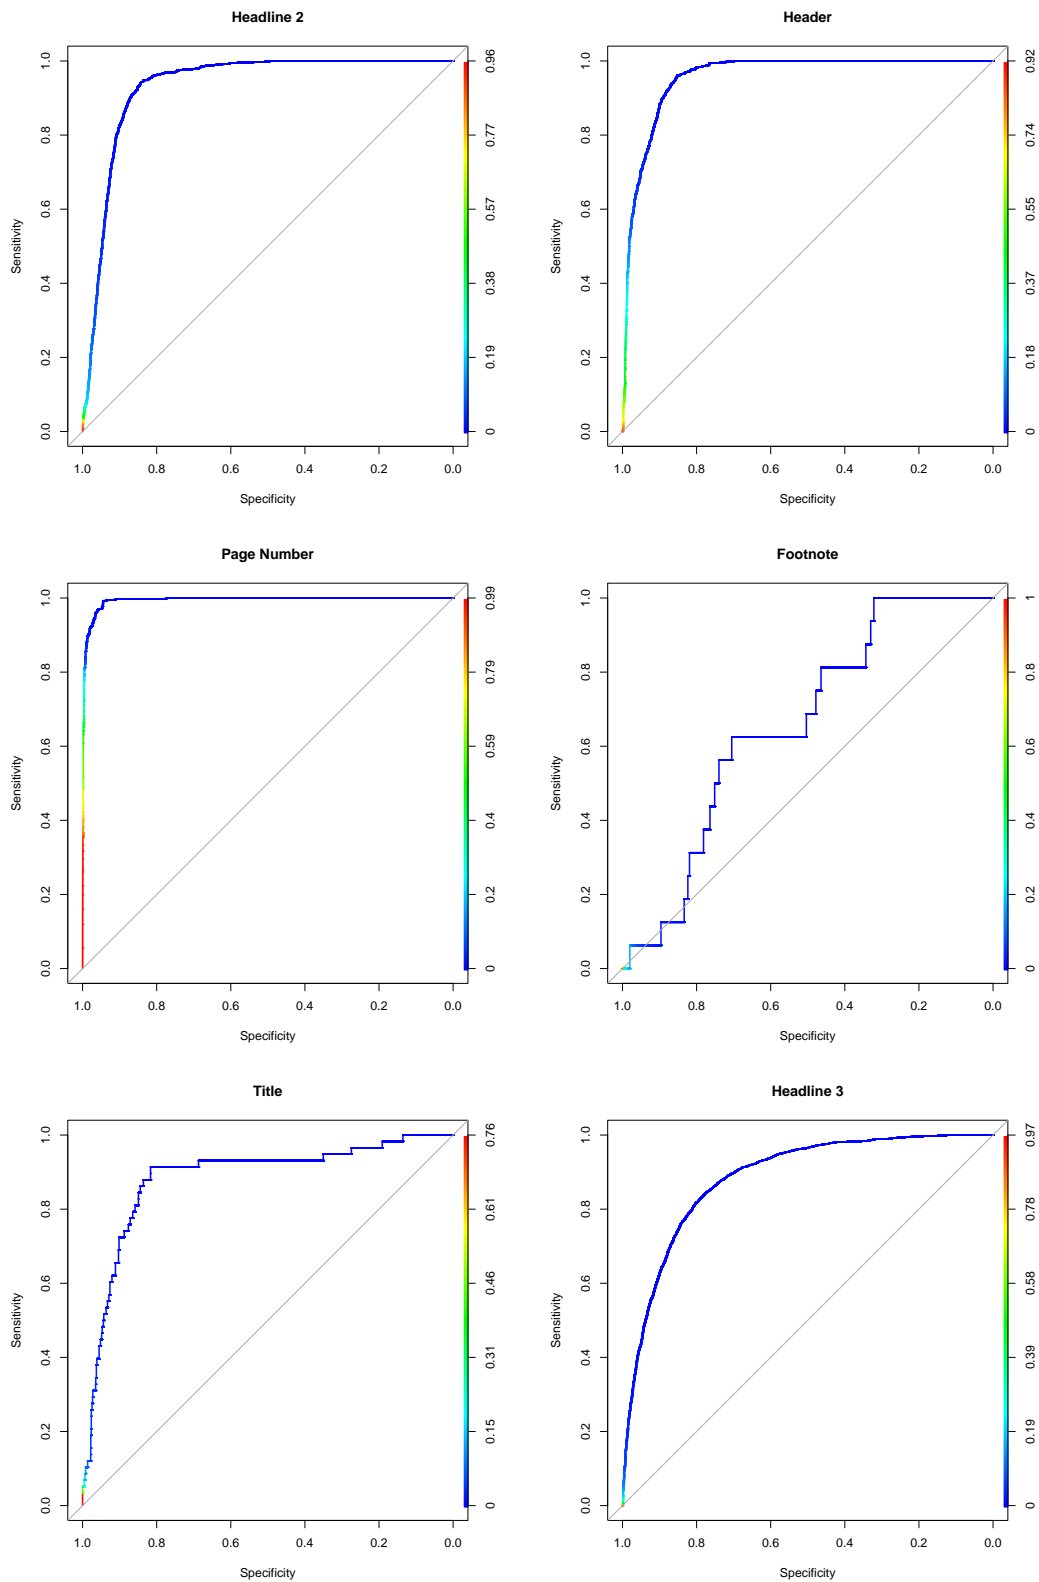 Headline 2
Sensitivity
0.0 0.2 0.4 0.6 0.8 1.0
0 0.19 0.38 0.57 0.77 0.96
1.0 0.8 0.6 0.4 0.2 0.0
Specificity
Header
Sensitivity
0.0 0.2 0.4 0.6 0.8 1.0
0 0.18 0.37 0.55 0.74 0.92
1.0 0.8 0.6 0.4 0.2 0.0
Specificity
Page Number
Sensitivity
0.0 0.2 0.4 0.6 0.8 1.0
0 0.2 0.4 0.59 0.79 0.99
1.0 0.8 0.6 0.4 0.2 0.0
Specificity
Footnote
Sensitivity
0.0 0.2 0.4 0.6 0.8 1.0
0 0.2 0.4 0.6 0.8 1
1.0 0.8 0.6 0.4 0.2 0.0
Specificity
Title
Sensitivity
0.0 0.2 0.4 0.6 0.8 1.0
0 0.15 0.31 0.46 0.61 0.76
1.0 0.8 0.6 0.4 0.2 0.0
Specificity
Headline 3
Sensitivity
0.0 0.2 0.4 0.6 0.8 1.0
0 0.19 0.39 0.58 0.78 0.97
1.0 0.8 0.6 0.4 0.2 0.0
Specificity